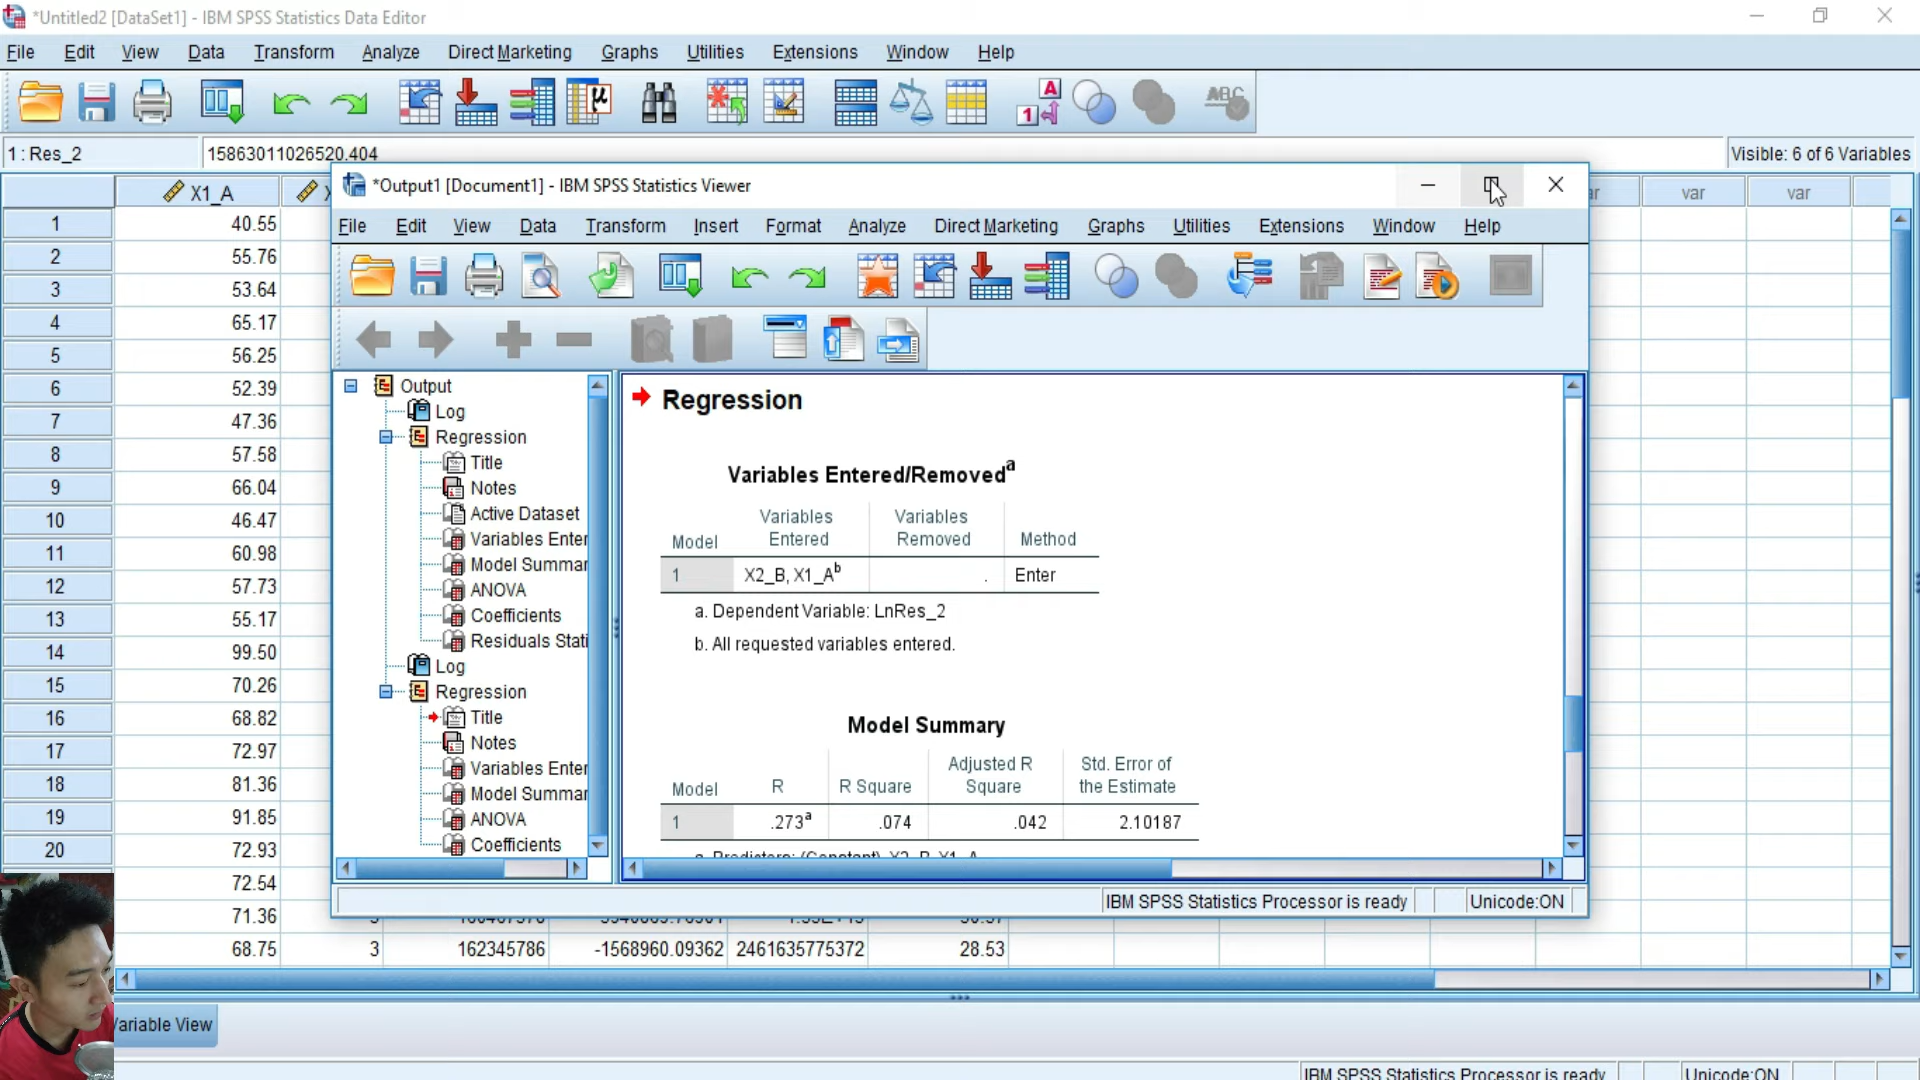 *Untitled2 [DataSet1] - IBM SPSS Statistics Data Editor
File Edit View Data Transform Analyze Direct Marketing Graphs Utilities Extensions Window Help
1 : Res_2 15863011026520.404 Visible: 6 of 6 Variables
X1_A var var
1 40.55
2 55.76
3 53.64
4 65.17
5 56.25
6 52.39
7 47.36
8 57.58
9 66.04
10 46.47
11 60.98
12 57.73
13 55.17
14 99.50
15 70.26
16 68.82
17 72.97
18 81.36
19 91.85
20 72.93
72.54
71.36
68.75 3 162345786 -1568960.09362 2461635775372 28.53
*Output1 [Document1] - IBM SPSS Statistics Viewer
File Edit View Data Transform Insert Format Analyze Direct Marketing Graphs Utilities Extensions Window Help
Output
Log
Regression
Title
Notes
Active Dataset
Variables Enter
Model Summar
ANOVA
Coefficients
Residuals Stati
Log
Regression
Title
Notes
Variables Enter
Model Summar
ANOVA
Coefficients
Regression
Variables Entered/Removedᵃ
Model Variables Entered Variables Removed Method
1 X2_B, X1_Aᵇ . Enter
a. Dependent Variable: LnRes_2
b. All requested variables entered.
Model Summary
Model R R Square Adjusted R Square Std. Error of the Estimate
1 .273ᵃ .074 .042 2.10187
a. Predictors: (Constant), X2_B, X1_A
IBM SPSS Statistics Processor is ready Unicode:ON
Variable View
IBM SPSS Statistics Processor is ready Unicode:ON